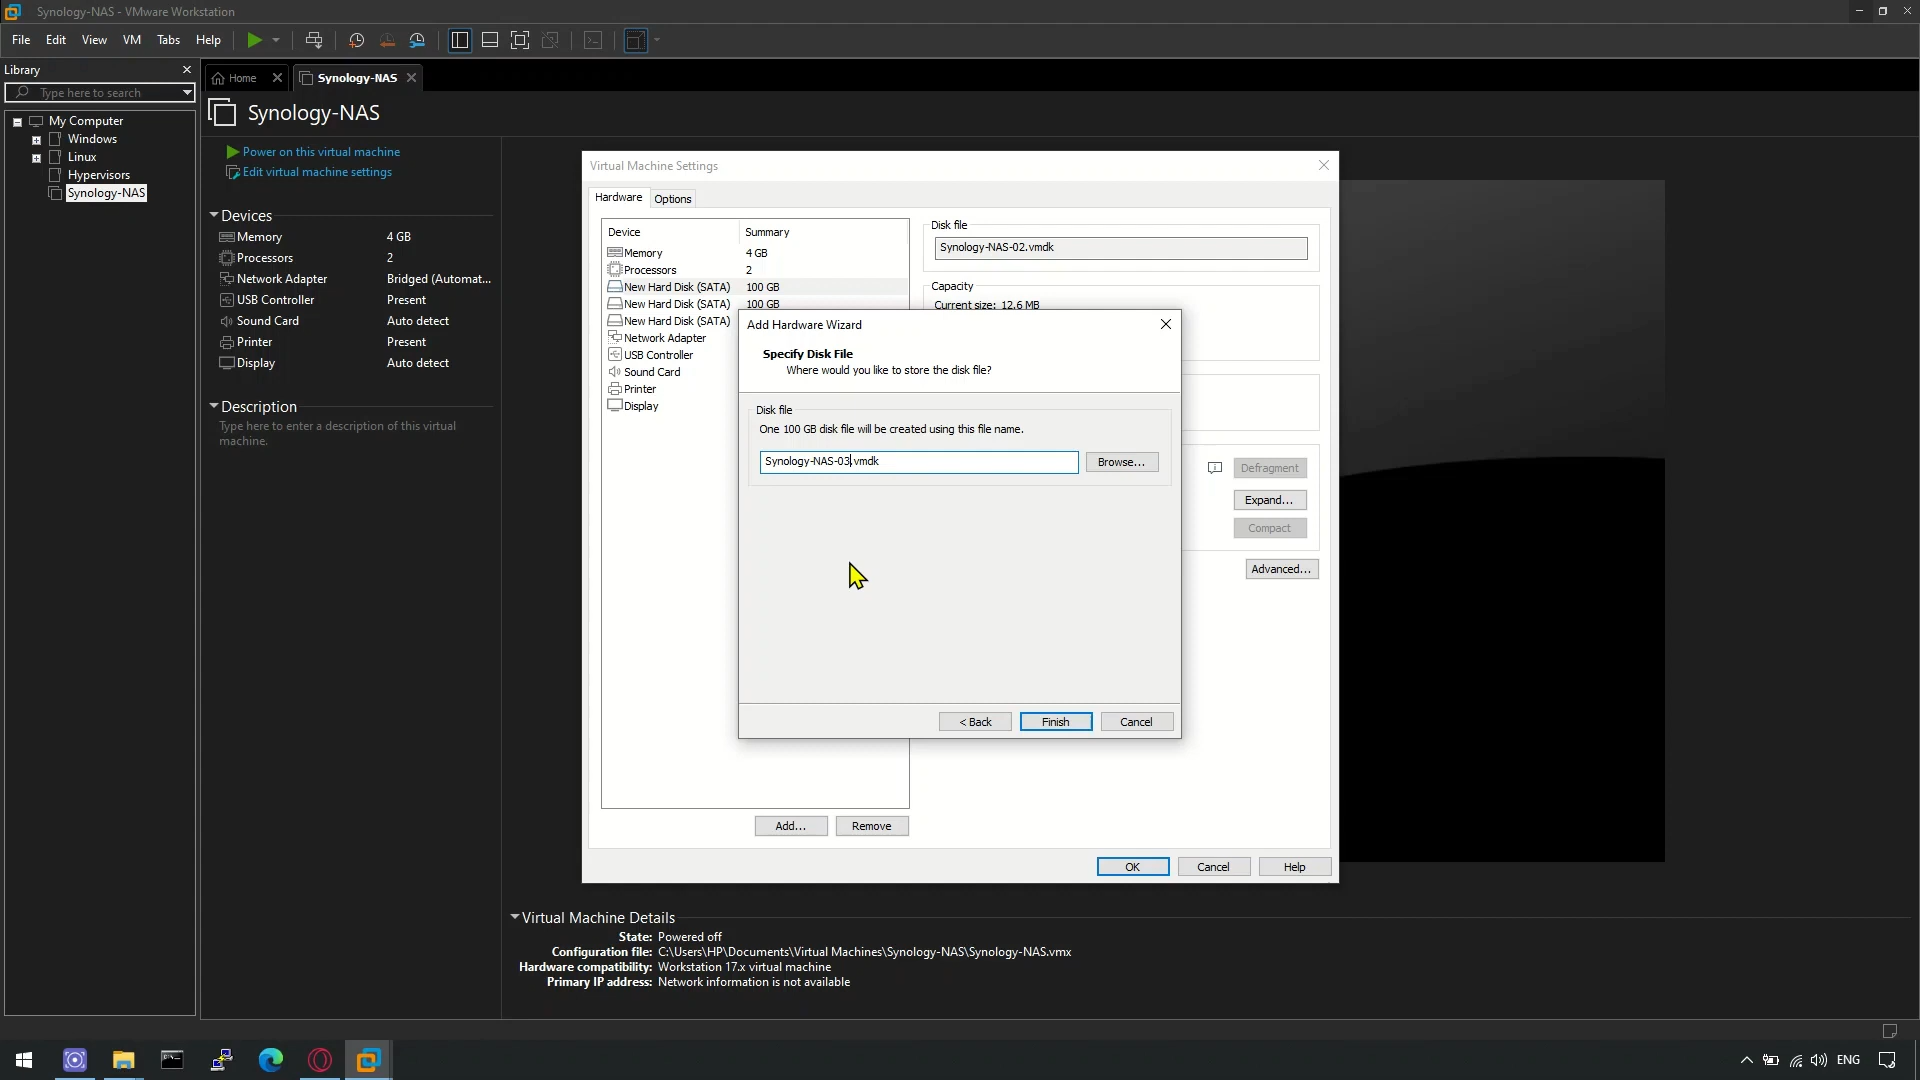 Synology-NAS - VMware Workstation
File Edit View VM Tabs Help
Library
Type here to search
My Computer
Windows
Linux
Hypervisors
Synology-NAS
Home
Synology-NAS
Synology-NAS
Power on this virtual machine
Edit virtual machine settings
Devices
Memory 4 GB
Processors 2
Network Adapter Bridged (Automat...
USB Controller Present
Sound Card Auto detect
Printer Present
Display Auto detect
Description
Type here to enter a description of this virtual
machine.
Virtual Machine Settings
Hardware Options
Device Summary
Memory 4 GB
Processors 2
New Hard Disk (SATA) 100 GB
New Hard Disk (SATA) 100 GB
New Hard Disk (SATA)
Network Adapter
USB Controller
Sound Card
Printer
Display
Add... Remove
Disk file
Synology-NAS-02.vmdk
Capacity
Current size: 12.6 MB
Defragment
Expand...
Compact
Advanced...
OK Cancel Help
Add Hardware Wizard
Specify Disk File
Where would you like to store the disk file?
Disk file
One 100 GB disk file will be created using this file name.
Synology-NAS-03.vmdk Browse...
< Back Finish Cancel
Virtual Machine Details
State: Powered off
Configuration file: C:\Users\HP\Documents\Virtual Machines\Synology-NAS\Synology-NAS.vmx
Hardware compatibility: Workstation 17.x virtual machine
Primary IP address: Network information is not available
ENG